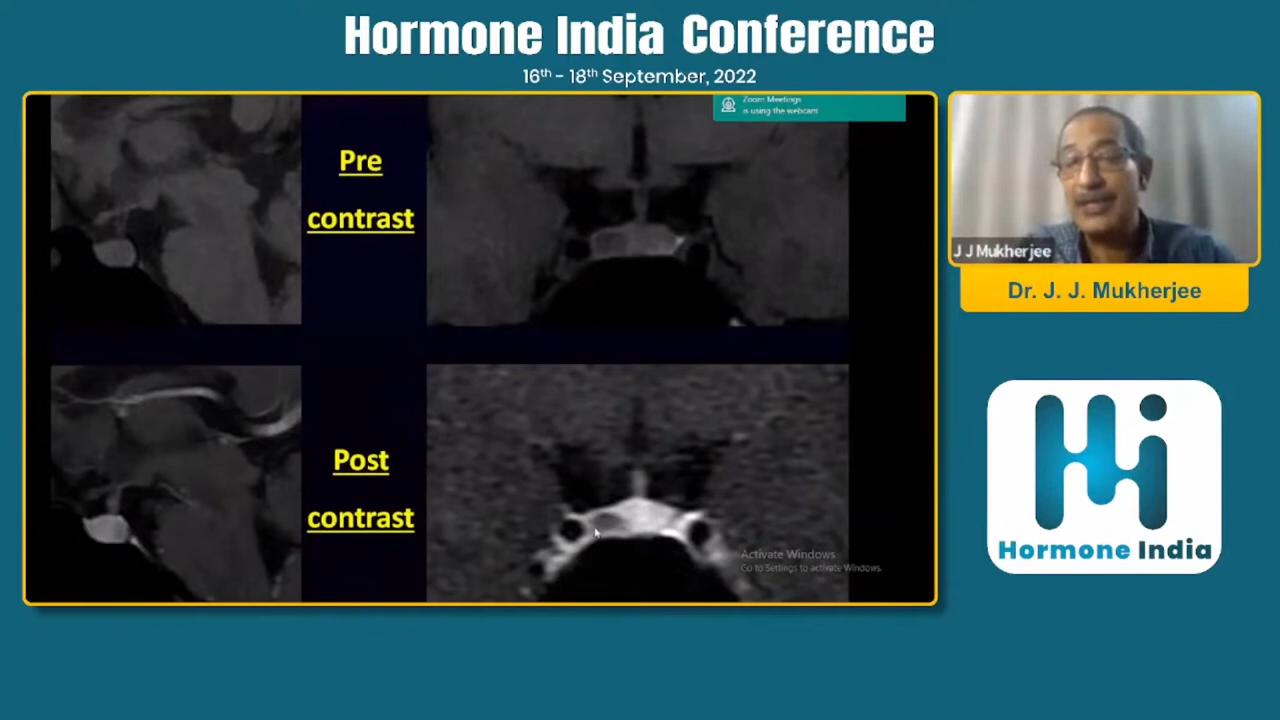 Hormone India Conference
16th - 18th September, 2022
Zoom Meetings
is using the webcam
Pre
contrast
J J Mukherjee
Dr. J. J. Mukherjee
Post
contrast
Activate Windows
Go to Settings to activate Windows.
Hi
Hormone India